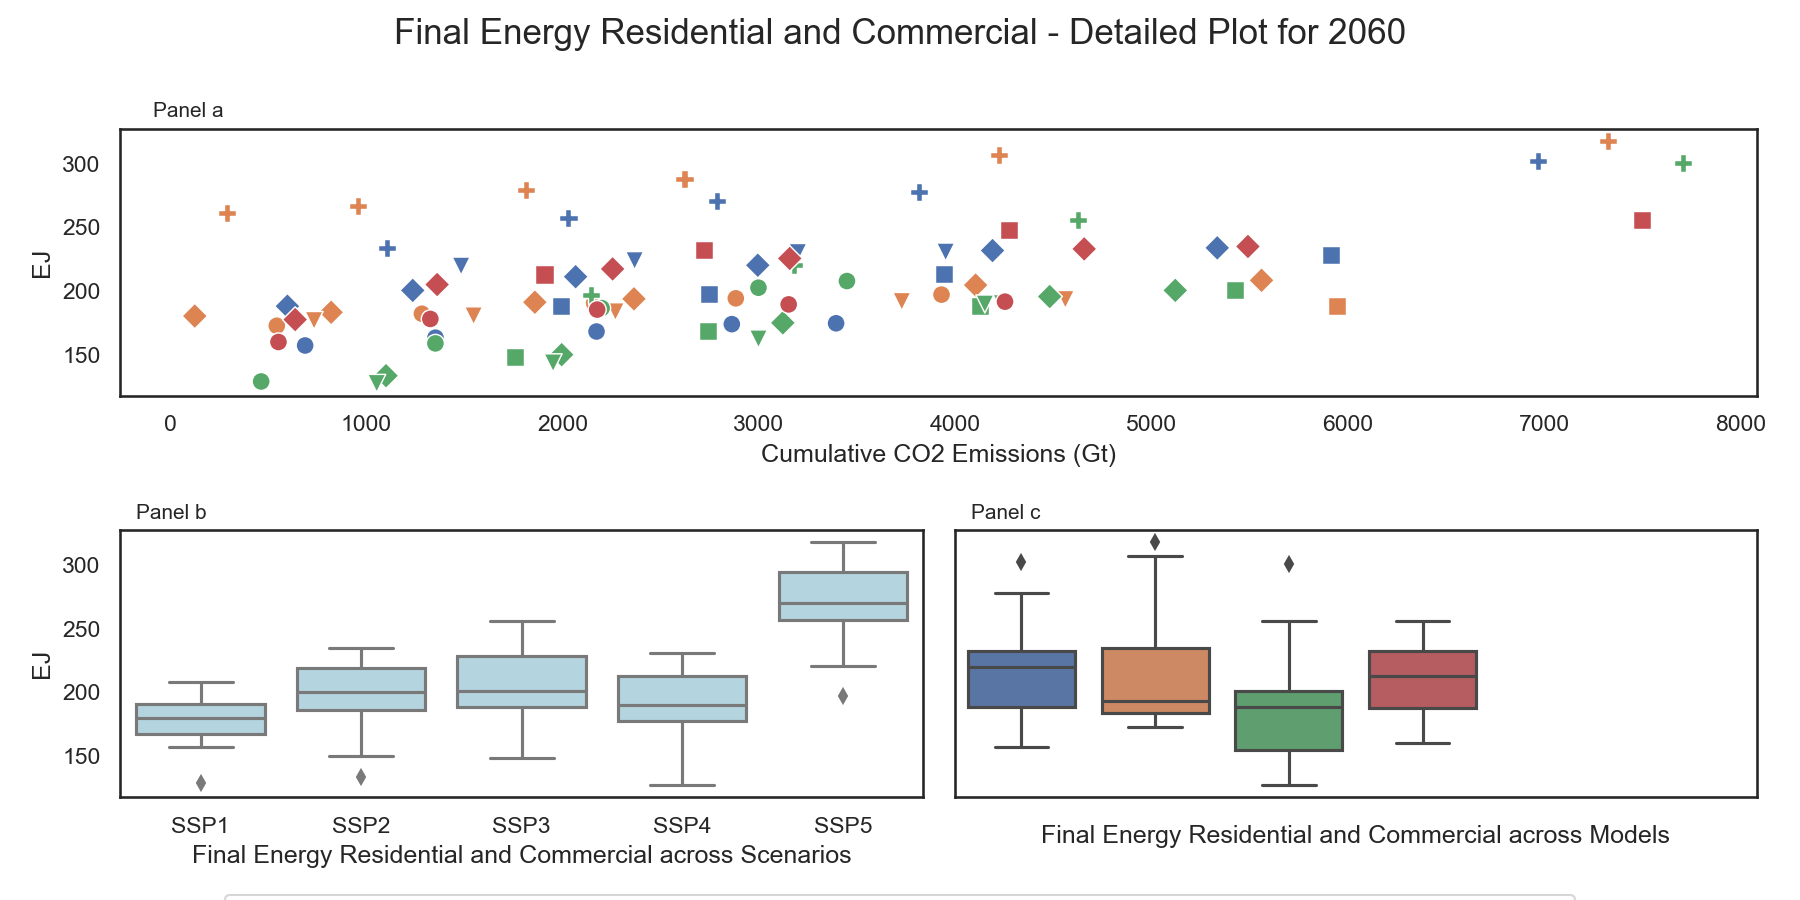 Final Energy Residential and Commercial - Detailed Plot for 2060
Panel a
300
250
200
150
EJ
0 1000 2000 3000 4000 5000 6000 7000 8000
Cumulative CO2 Emissions (Gt)
Panel b
300
250
200
150
EJ
SSP1 SSP2 SSP3 SSP4 SSP5
Final Energy Residential and Commercial across Scenarios
Panel c
Final Energy Residential and Commercial across Models